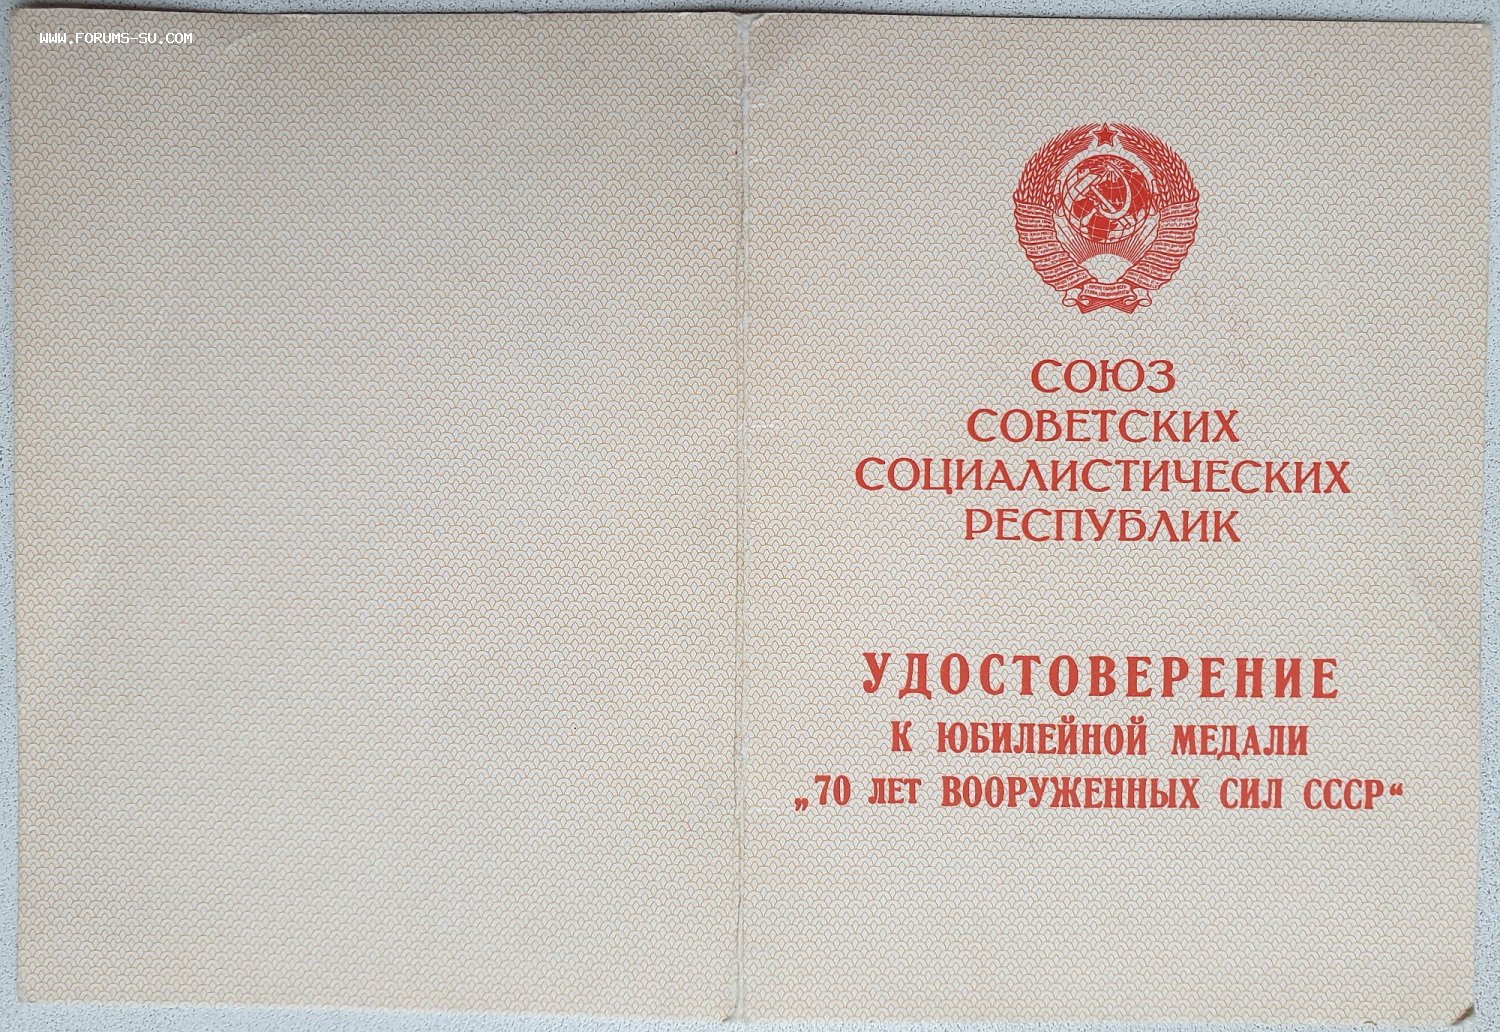 WWW.FORUMS-SU.COM
СОЮЗ
СОВЕТСКИХ
СОЦИАЛИСТИЧЕСКИХ
РЕСПУБЛИК
УДОСТОВЕРЕНИЕ
К ЮБИЛЕЙНОЙ МЕДАЛИ
„70 ЛЕТ ВООРУЖЕННЫХ СИЛ СССР“